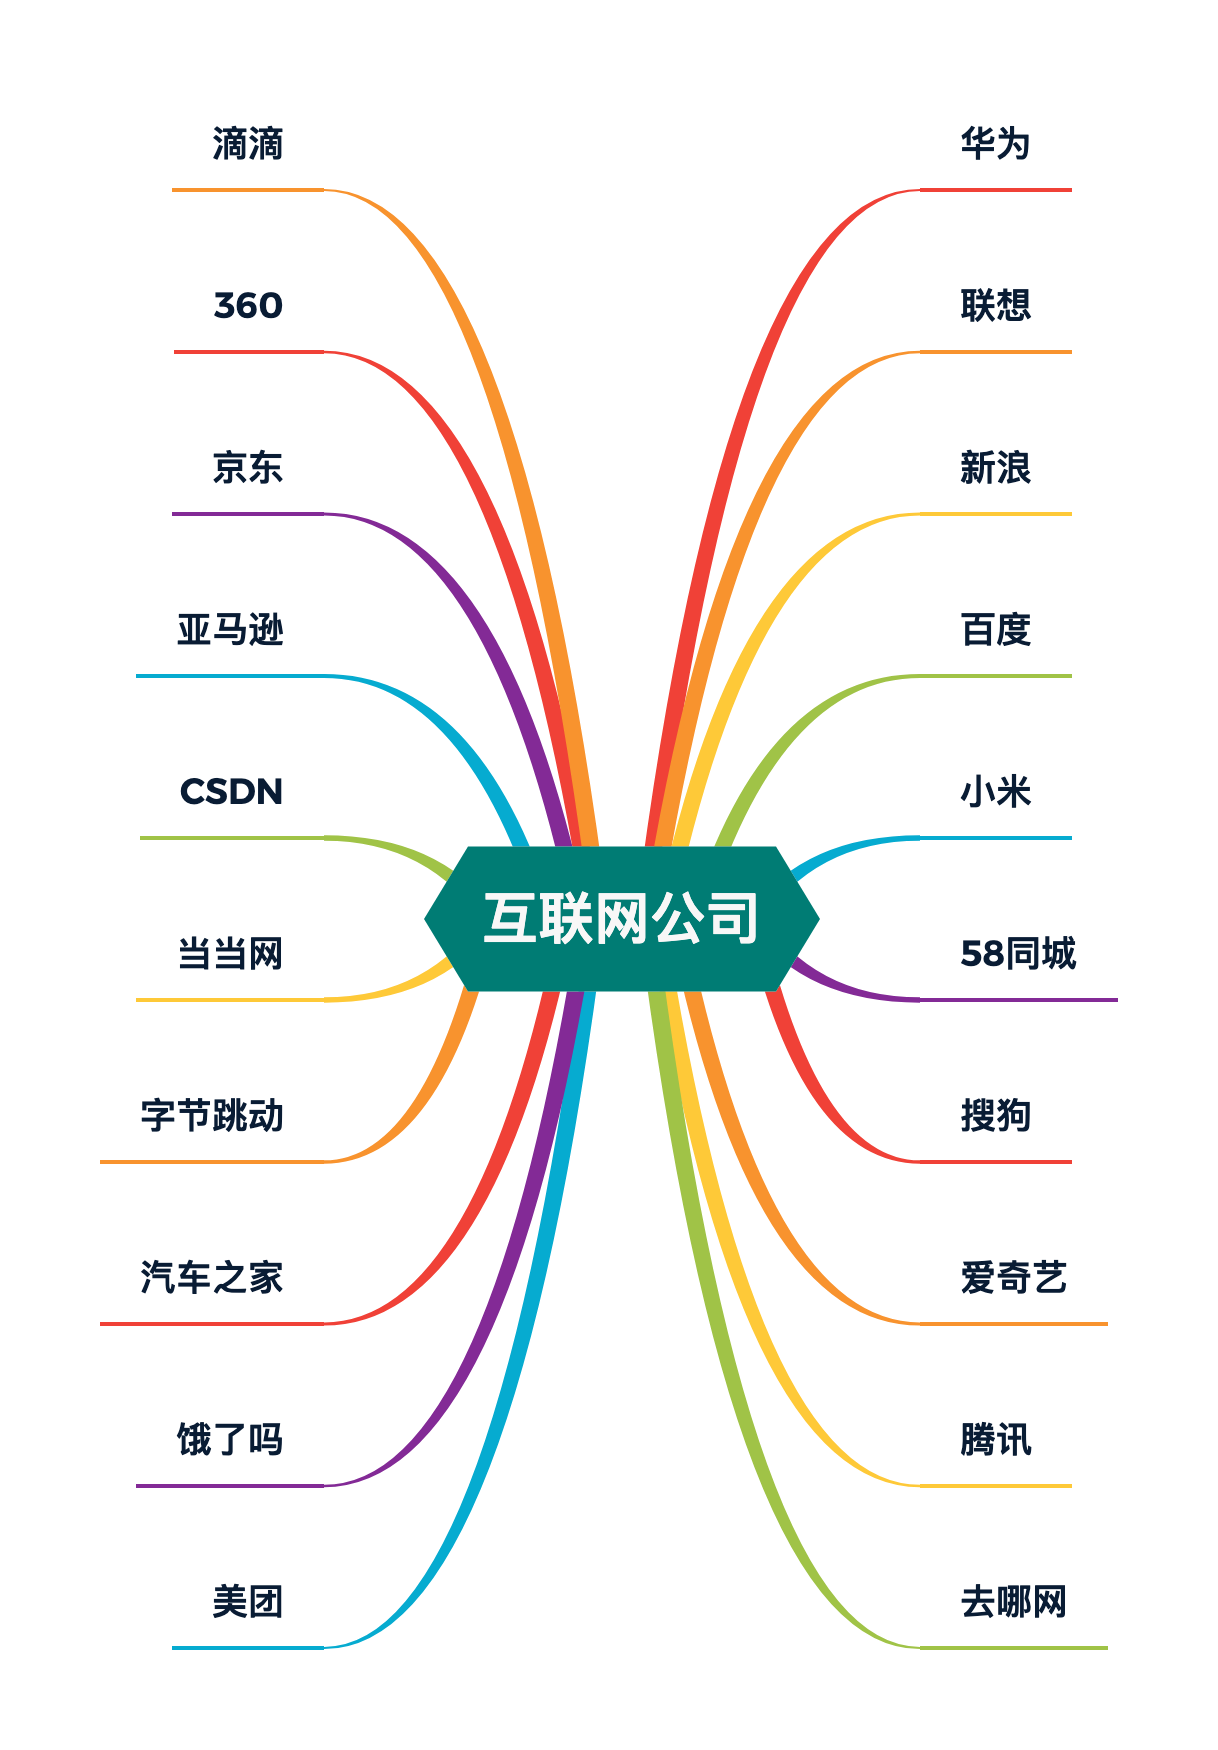 互联网公司
华为
联想
新浪
百度
小米
58同城
搜狗
爱奇艺
腾讯
去哪网
滴滴
360
京东
亚马逊
CSDN
当当网
字节跳动
汽车之家
饿了吗
美团